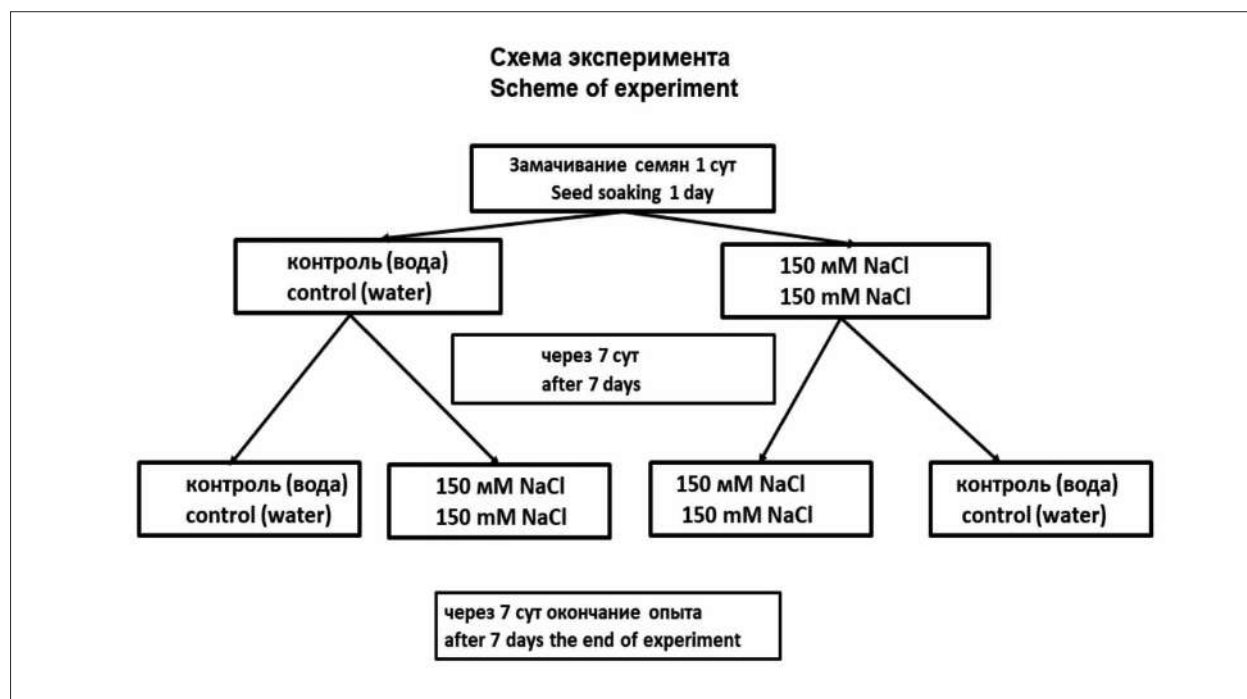 Схема эксперимента
Scheme of experiment
Замачивание семян 1 сут
Seed soaking 1 day
контроль (вода)
control (water)
150 мМ NaCl
150 mM NaCl
через 7 сут
after 7 days
контроль (вода)
control (water)
150 мМ NaCl
150 mM NaCl
150 мМ NaCl
150 mM NaCl
контроль (вода)
control (water)
через 7 сут окончание опыта
after 7 days the end of experiment